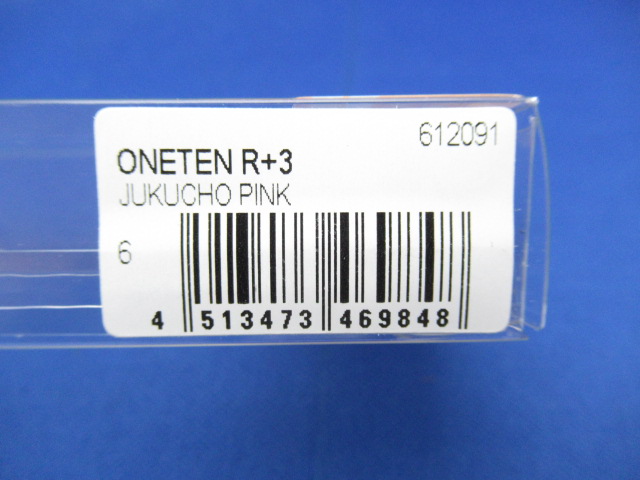 612091
ONETEN R+3
JUKUCHO PINK
6
4 513473 469848